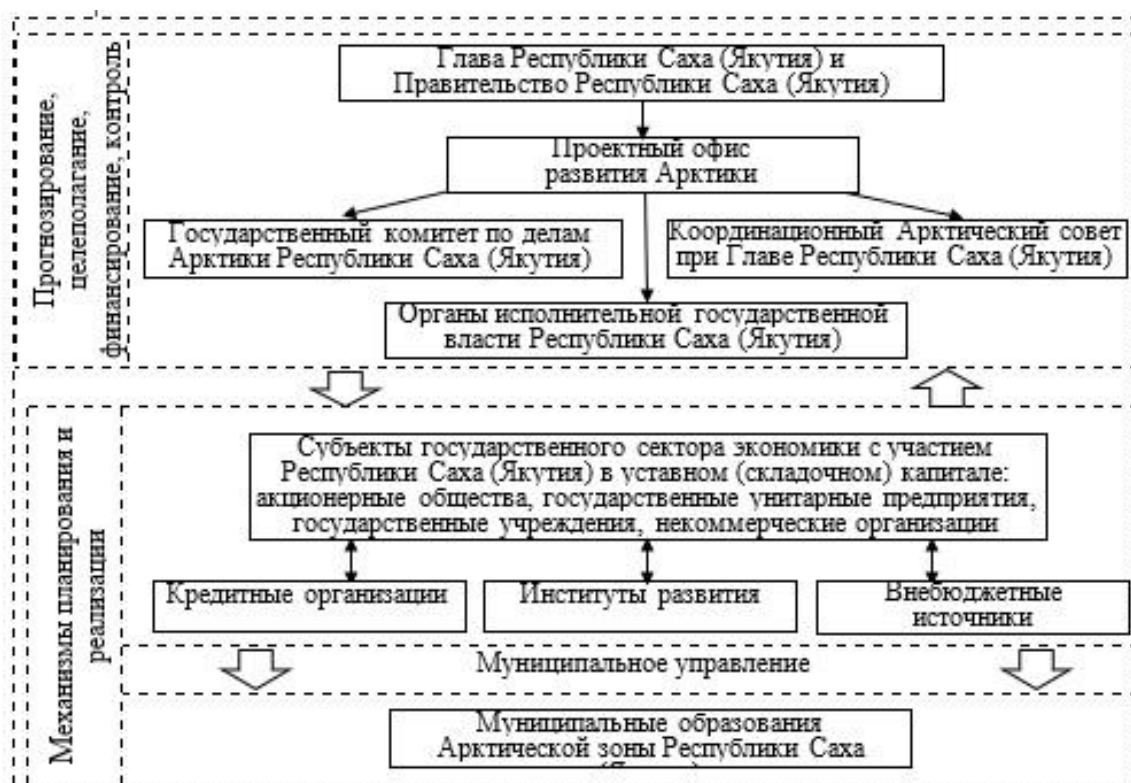 Прогнозирование,
целеполагание,
финансирование, контроль
Глава Республики Саха (Якутия) и
Правительство Республики Саха (Якутия)
Проектный офис
развития Арктики
Государственный комитет по делам
Арктики Республики Саха (Якутия)
Координационный Арктический совет
при Главе Республики Саха (Якутия)
Органы исполнительной государственной
власти Республики Саха (Якутия)
Механизмы планирования и
реализации
Субъекты государственного сектора экономики с участием
Республики Саха (Якутия) в уставном (складочном) капитале:
акционерные общества, государственные унитарные предприятия,
государственные учреждения, некоммерческие организации
Кредитные организации
Институты развития
Внебюджетные
источники
Муниципальное управление
Муниципальные образования
Арктической зоны Республики Саха